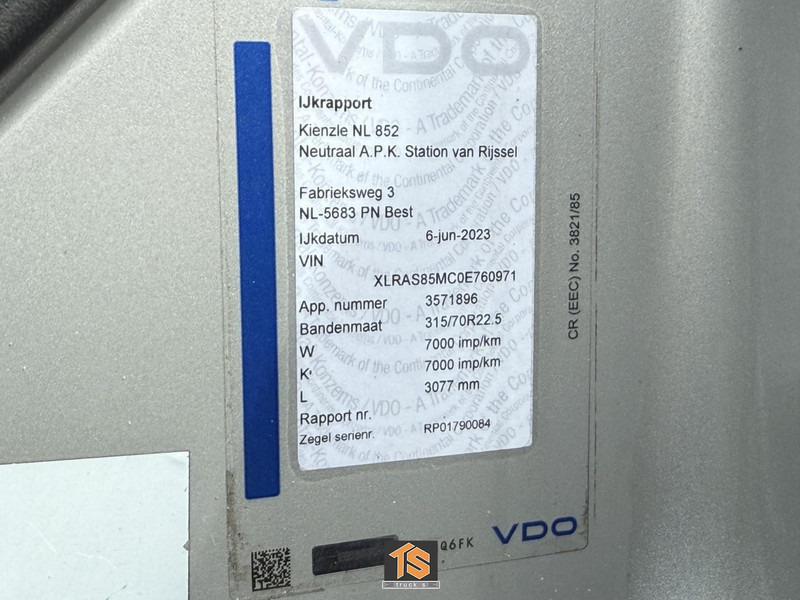 VDO
IJkrapport
Kienzle NL 852
Neutraal A.P.K. Station van Rijssel
Fabrieksweg 3
NL-5683 PN Best
IJkdatum 6-jun-2023
VIN
XLRAS85MC0E760971
App. nummer 3571896
Bandenmaat 315/70R22.5
W 7000 imp/km
K 7000 imp/km
L 3077 mm
Rapport nr.
Zegel serienr. RP01790084
CR (EEC) No. 3821/85
Q6FK
VDO
TS
trucks